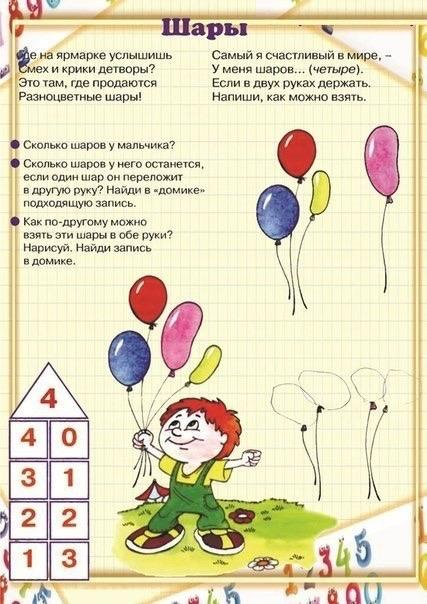 Шары
Где на ярмарке услышишь
Смех и крики детворы?
Это там, где продаются
Разноцветные шары!
Самый я счастливый в мире, –
У меня шаров... (четыре).
Если в двух руках держать.
Напиши, как можно взять.
Сколько шаров у мальчика?
Сколько шаров у него останется,
если один шар он переложит
в другую руку? Найди в «домике»
подходящую запись.
Как по-другому можно
взять эти шары в обе руки?
Нарисуй. Найди запись
в домике.
4
4 0
3 1
2 2
1 3